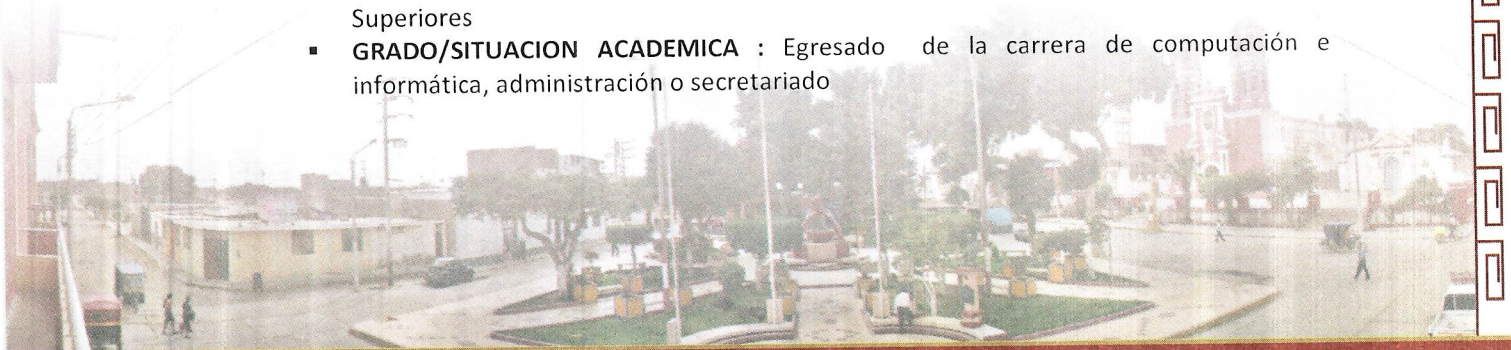 Superiores
▪ GRADO/SITUACION ACADEMICA : Egresado de la carrera de computación e
informática, administración o secretariado